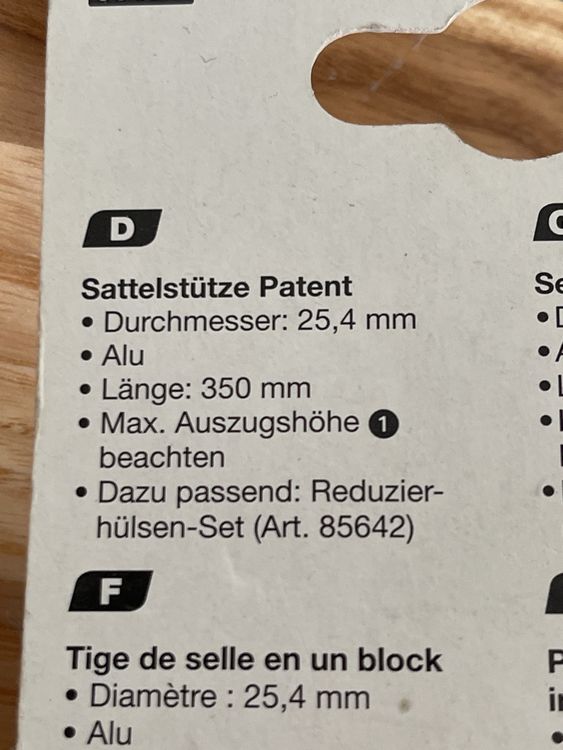 D
Sattelstütze Patent
• Durchmesser: 25,4 mm
• Alu
• Länge: 350 mm
• Max. Auszugshöhe 1
beachten
• Dazu passend: Reduzier-
hülsen-Set (Art. 85642)
F
Tige de selle en un block
• Diamètre : 25,4 mm
• Alu